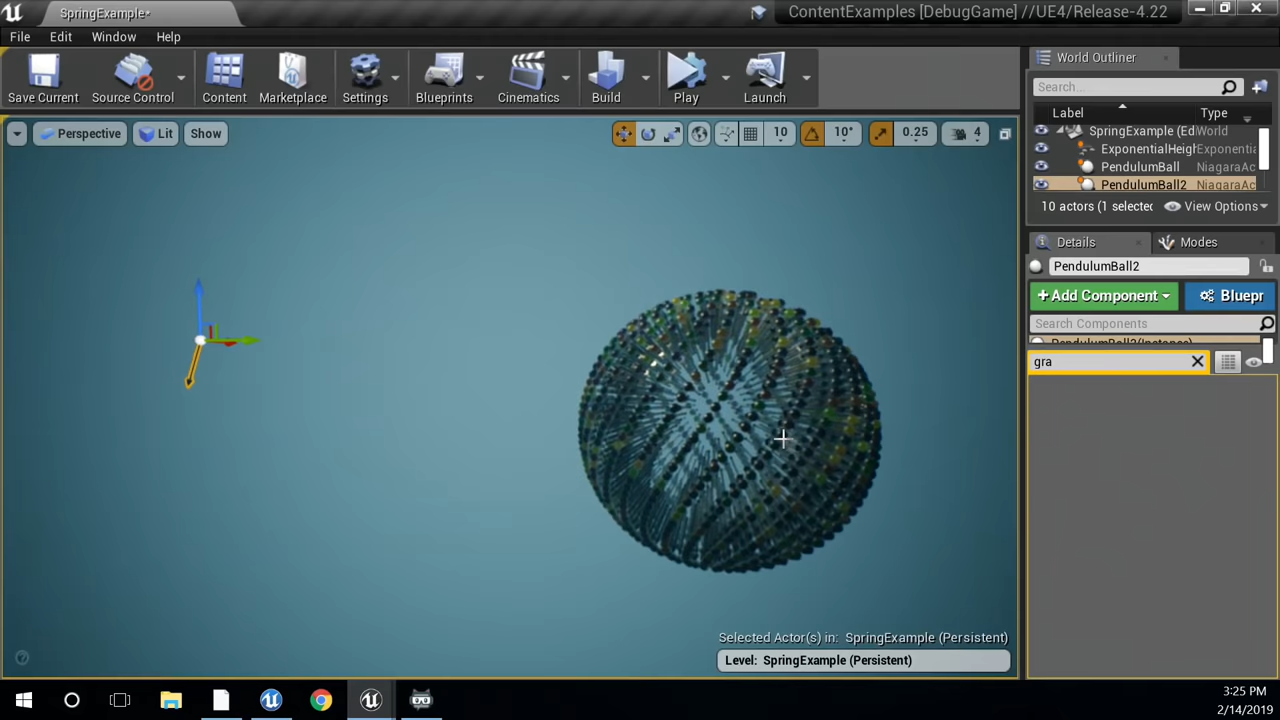 SpringExample*
ContentExamples [DebugGame] //UE4/Release-4.22
File Edit Window Help
Save Current Source Control Content Marketplace Settings Blueprints Cinematics Build Play Launch
Perspective Lit Show
10 10° 0.25 4
World Outliner
Search...
Label Type
SpringExample (Ed World
ExponentialHeigh Exponentia
PendulumBall NiagaraAc
PendulumBall2 NiagaraAc
10 actors (1 selectec View Options
Details Modes
PendulumBall2
+Add Component Bluepr
Search Components
PendulumBall2(Instance)
gra
Selected Actor(s) in: SpringExample (Persistent)
Level: SpringExample (Persistent)
3:25 PM
2/14/2019